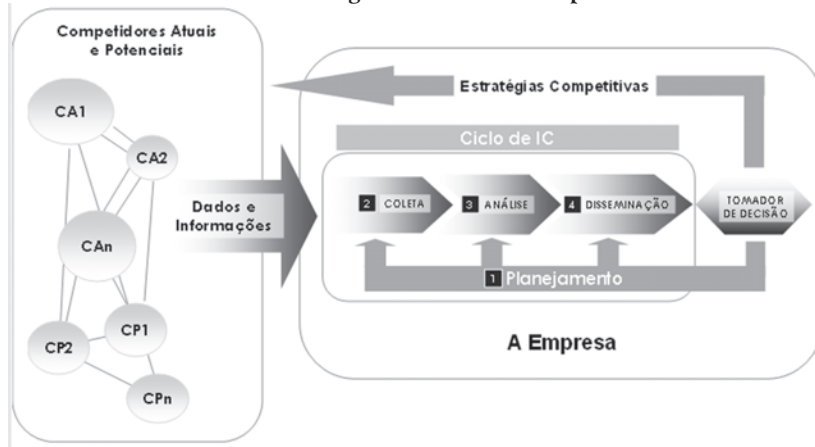 Competidores Atuais
e Potenciais
CA1
CA2
CAn
CP1
CP2
CPn
Dados e
Informações
Estratégias Competitivas
Ciclo de IC
2 COLETA
3 ANÁLISE
4 DISSEMINAÇÃO
TOMADOR
DE DECISÃO
1 Planejamento
A Empresa